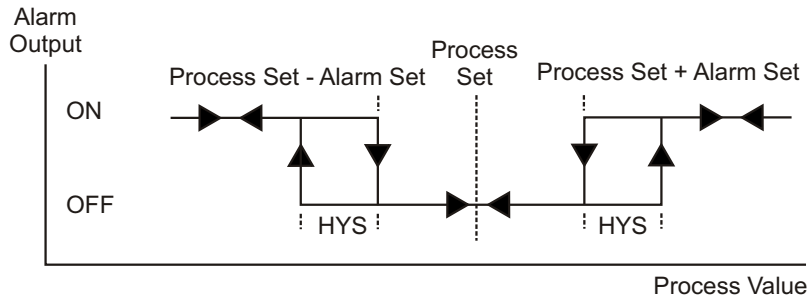 Alarm
Output
Process
Set
Process Set - Alarm Set
Process Set + Alarm Set
ON
OFF
HYS
HYS
Process Value